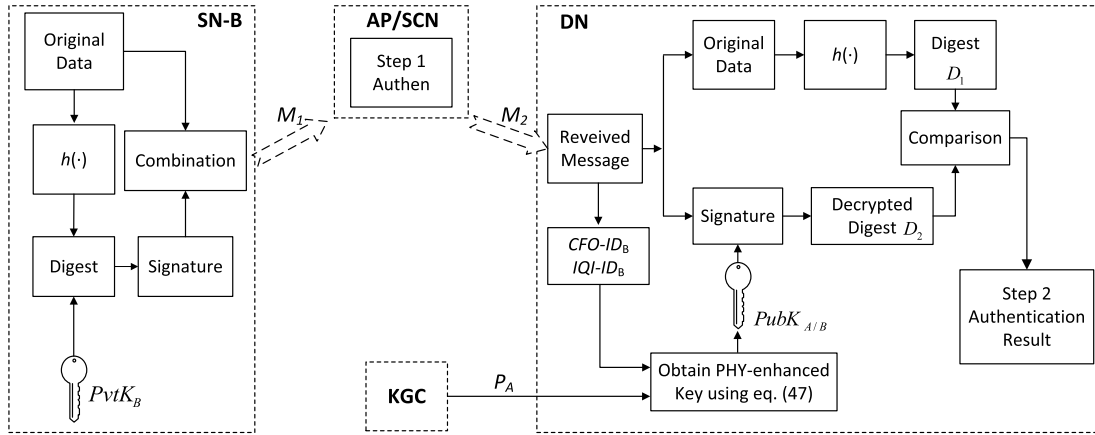 SN-B
Original
Data
h(·)
Combination
Digest
Signature
PvtK_B
M_1
AP/SCN
Step 1
Authen
M_2
KGC
P_A
DN
Reveived
Message
CFO-ID_B
IQI-ID_B
Original
Data
h(·)
Digest
D_1
Comparison
Signature
Decrypted
Digest D_2
PubK_{A/B}
Obtain PHY-enhanced
Key using eq. (47)
Step 2
Authentication
Result